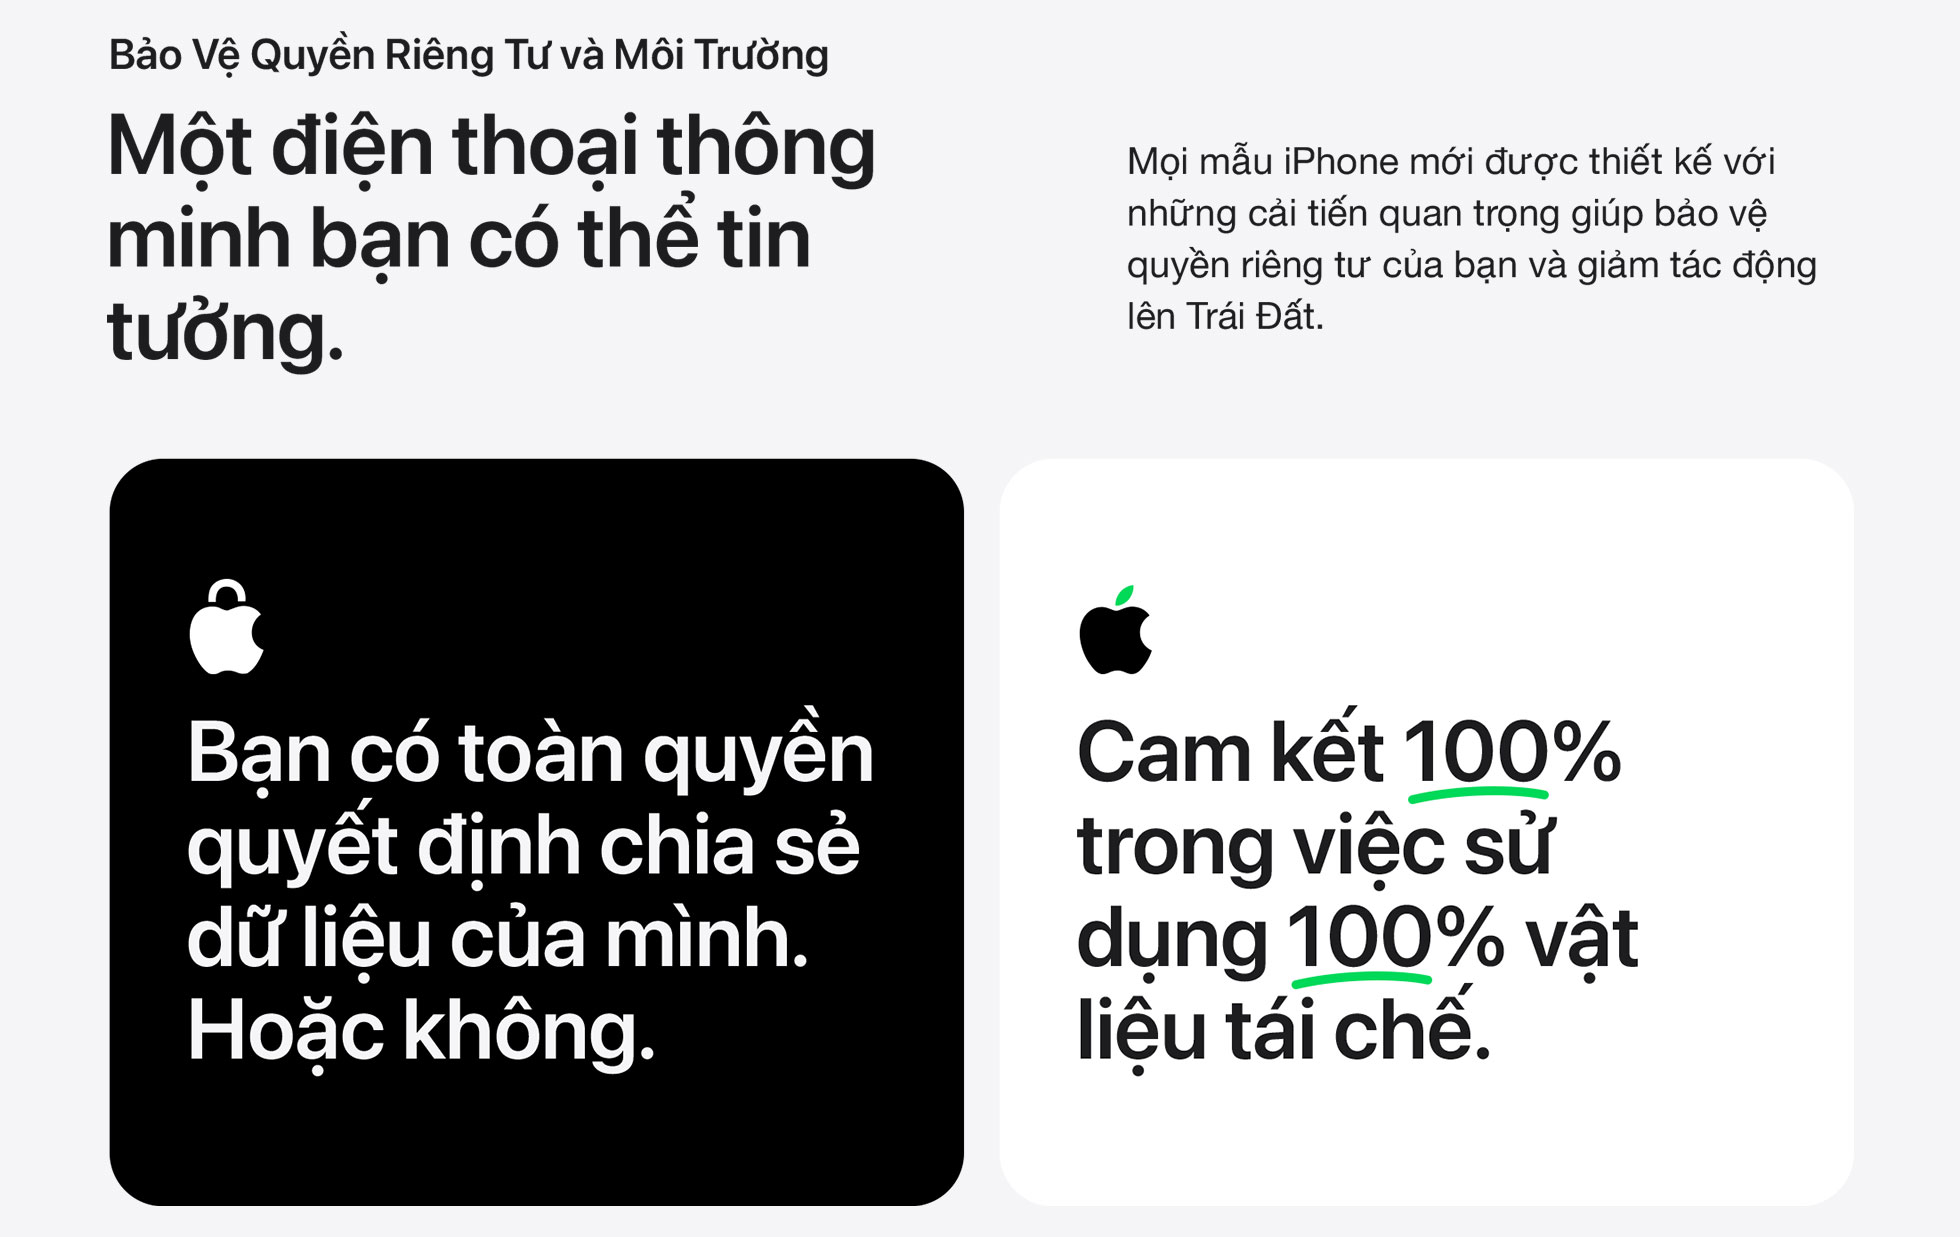 Bảo Vệ Quyền Riêng Tư và Môi Trường
Một điện thoại thông
minh bạn có thể tin
tưởng.
Mọi mẫu iPhone mới được thiết kế với
những cải tiến quan trọng giúp bảo vệ
quyền riêng tư của bạn và giảm tác động
lên Trái Đất.
Bạn có toàn quyền
quyết định chia sẻ
dữ liệu của mình.
Hoặc không.
Cam kết 100%
trong việc sử
dụng 100% vật
liệu tái chế.